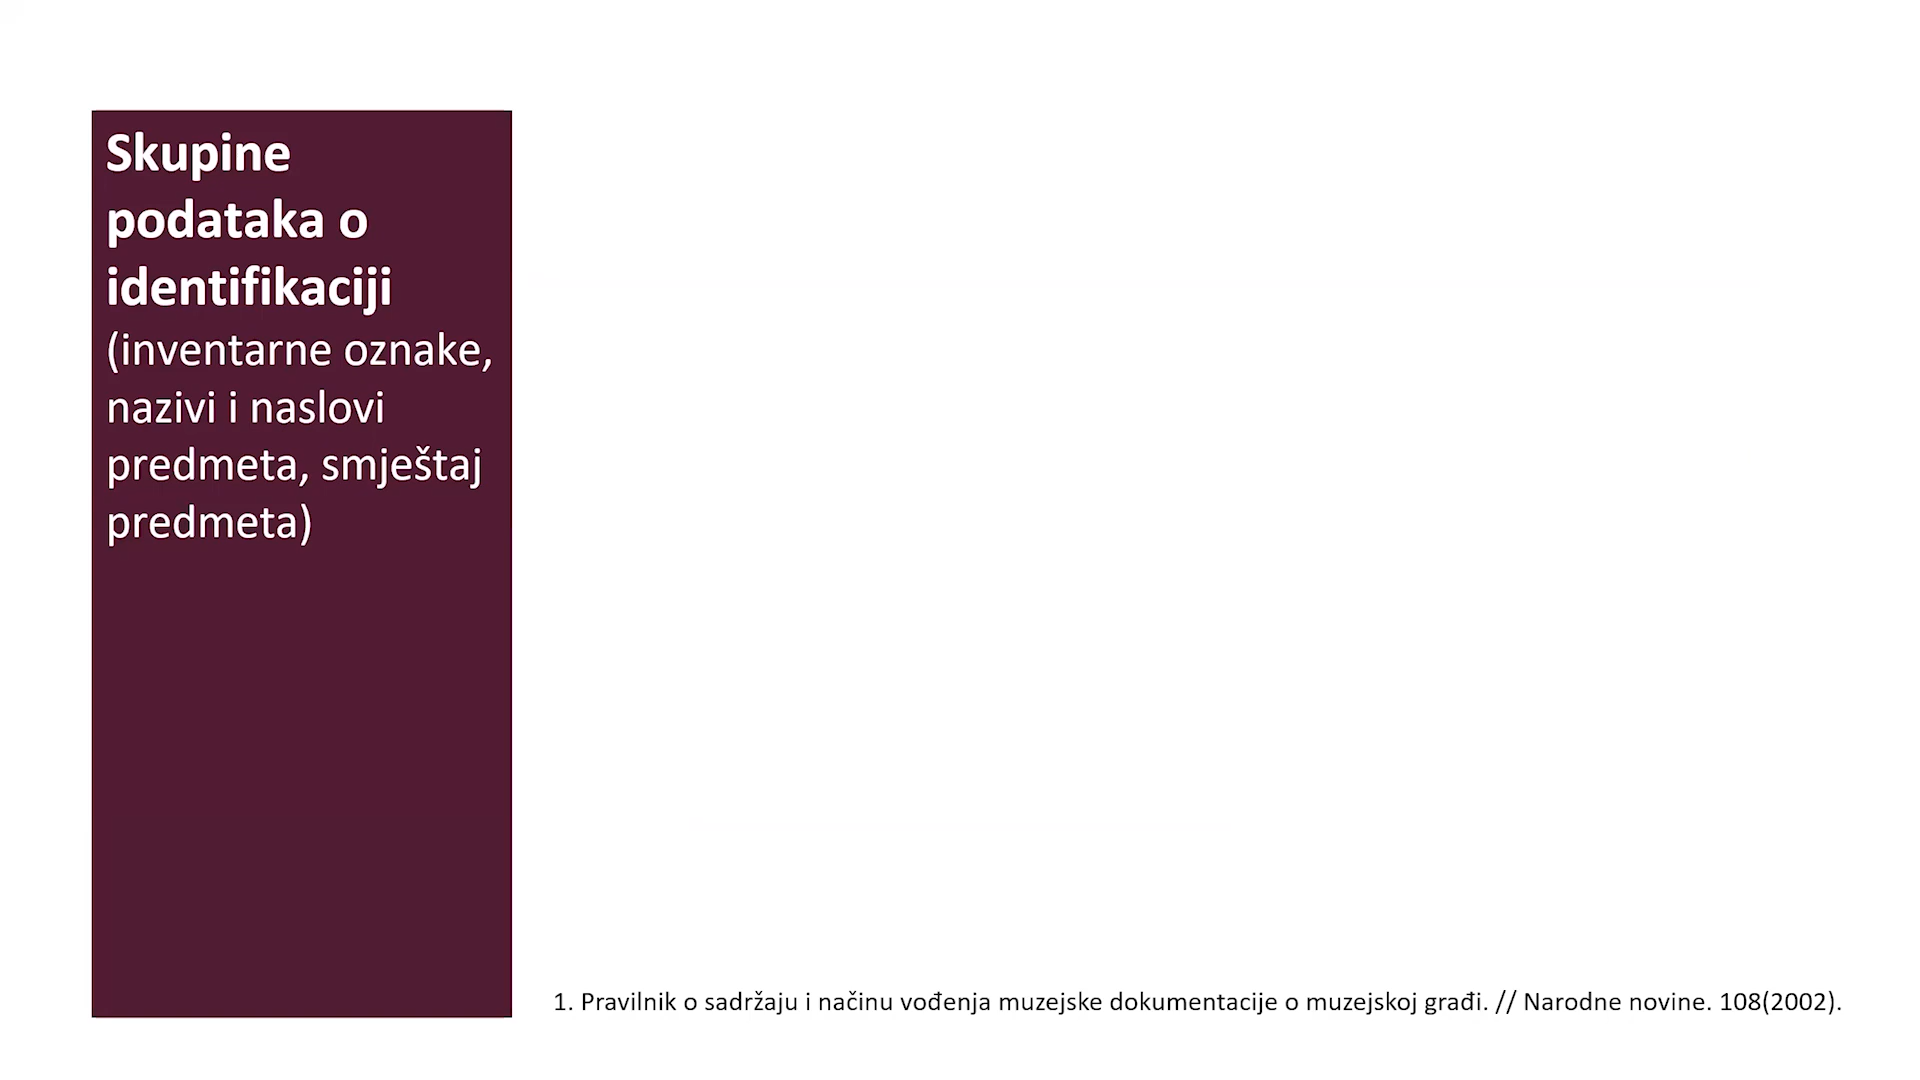 Skupine
podataka o
identifikaciji
(inventarne oznake,
nazivi i naslovi
predmeta, smještaj
predmeta)
1. Pravilnik o sadržaju i načinu vođenja muzejske dokumentacije o muzejskoj građi. // Narodne novine. 108(2002).